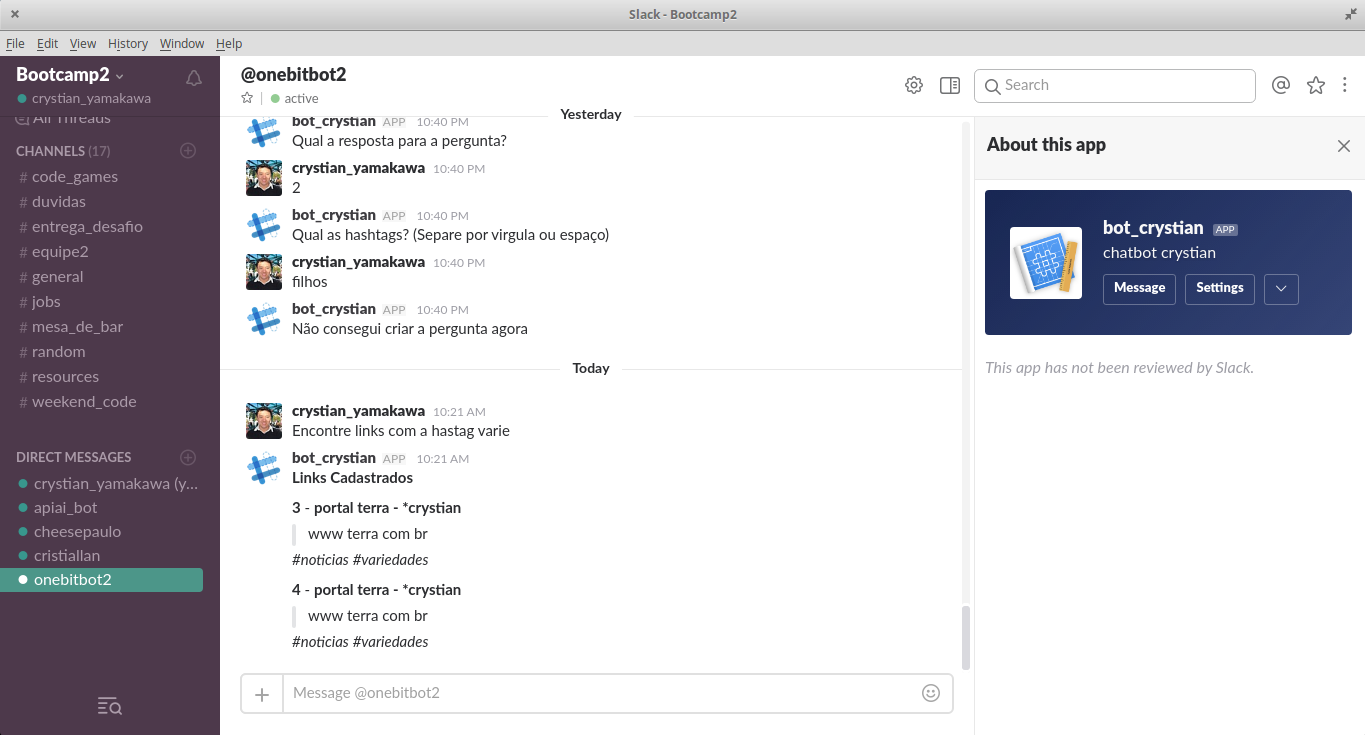 Slack - Bootcamp2
File Edit View History Window Help
Bootcamp2
crystian_yamakawa
All Threads
CHANNELS (17)
# code_games
# duvidas
# entrega_desafio
# equipe2
# general
# jobs
# mesa_de_bar
# random
# resources
# weekend_code
DIRECT MESSAGES
crystian_yamakawa (y...
apiai_bot
cheesepaulo
cristiallan
onebitbot2
@onebitbot2
active
Search
Yesterday
bot_crystian APP 10:40 PM
Qual a resposta para a pergunta?
crystian_yamakawa 10:40 PM
2
bot_crystian APP 10:40 PM
Qual as hashtags? (Separe por virgula ou espaço)
crystian_yamakawa 10:40 PM
filhos
bot_crystian APP 10:40 PM
Não consegui criar a pergunta agora
Today
crystian_yamakawa 10:21 AM
Encontre links com a hastag varie
bot_crystian APP 10:21 AM
Links Cadastrados
3 - portal terra - *crystian
www terra com br
#noticias #variedades
4 - portal terra - *crystian
www terra com br
#noticias #variedades
Message @onebitbot2
About this app
bot_crystian APP
chatbot crystian
Message Settings
This app has not been reviewed by Slack.